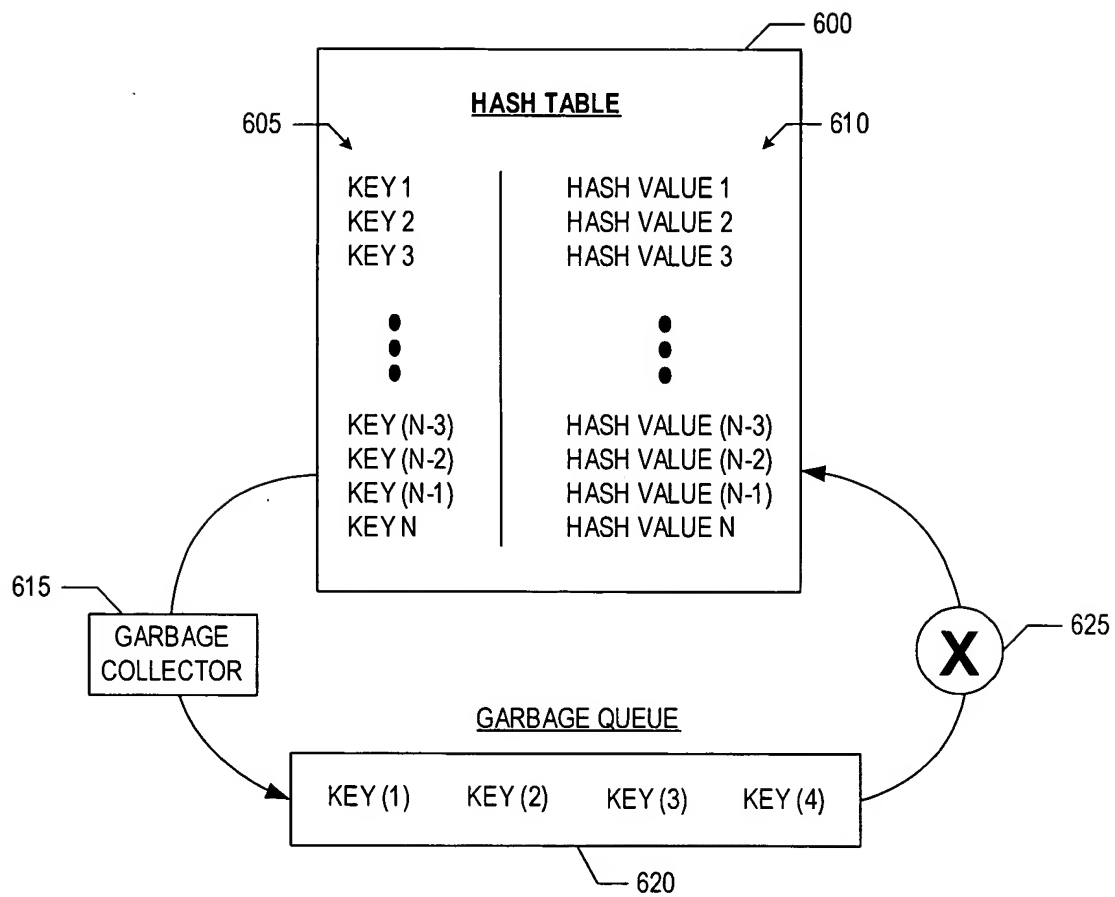 600
HASH TABLE
605
610
KEY 1 HASH VALUE 1
KEY 2 HASH VALUE 2
KEY 3 HASH VALUE 3
KEY (N-3) HASH VALUE (N-3)
KEY (N-2) HASH VALUE (N-2)
KEY (N-1) HASH VALUE (N-1)
KEY N HASH VALUE N
615
GARBAGE
COLLECTOR
X
625
GARBAGE QUEUE
KEY (1) KEY (2) KEY (3) KEY (4)
620